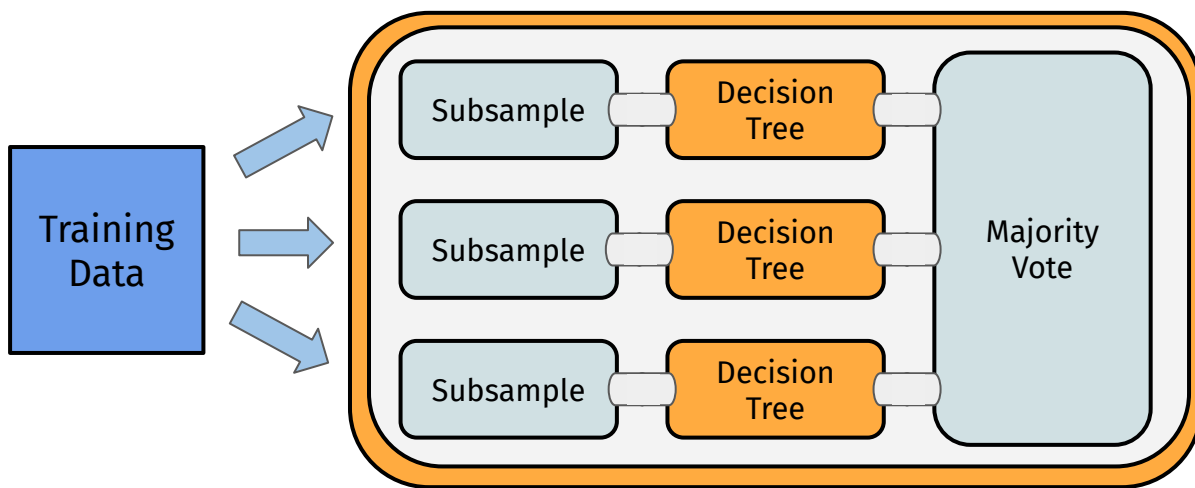 Training
Data
Subsample
Decision
Tree
Subsample
Decision
Tree
Subsample
Decision
Tree
Majority
Vote